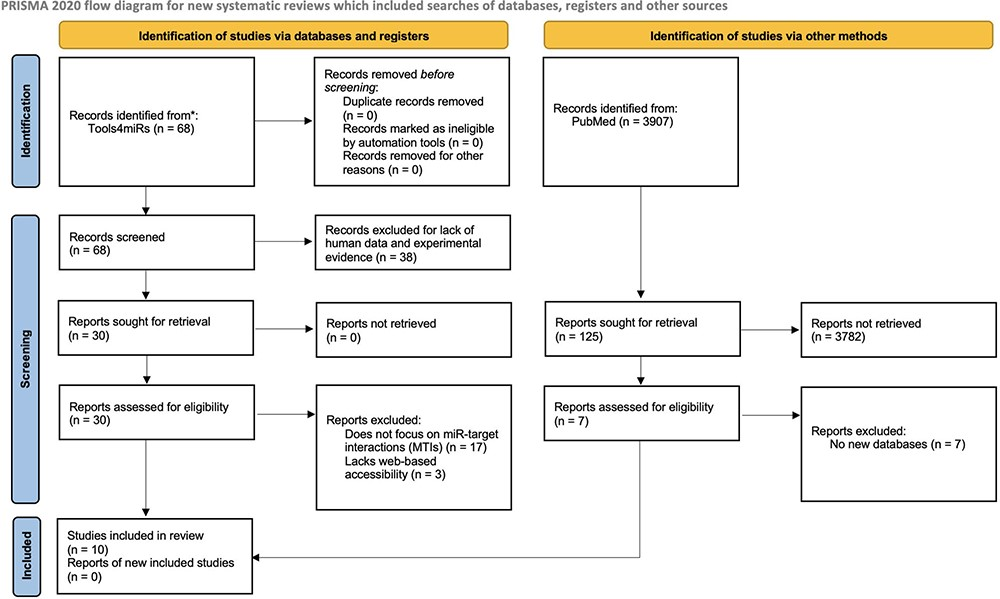 PRISMA 2020 flow diagram for new systematic reviews which included searches of databases, registers and other sources
Identification of studies via databases and registers
Identification of studies via other methods
Identification
Records identified from*:
Tools4miRs (n = 68)
Records removed before
screening:
Duplicate records removed
(n = 0)
Records marked as ineligible
by automation tools (n = 0)
Records removed for other
reasons (n = 0)
Records identified from:
PubMed (n = 3907)
Screening
Records screened
(n = 68)
Records excluded for lack of
human data and experimental
evidence (n = 38)
Reports sought for retrieval
(n = 30)
Reports not retrieved
(n = 0)
Reports sought for retrieval
(n = 125)
Reports not retrieved
(n = 3782)
Reports assessed for eligibility
(n = 30)
Reports excluded:
Does not focus on miR-target
interactions (MTIs) (n = 17)
Lacks web-based
accessibility (n = 3)
Reports assessed for eligibility
(n = 7)
Reports excluded:
No new databases (n = 7)
Included
Studies included in review
(n = 10)
Reports of new included studies
(n = 0)